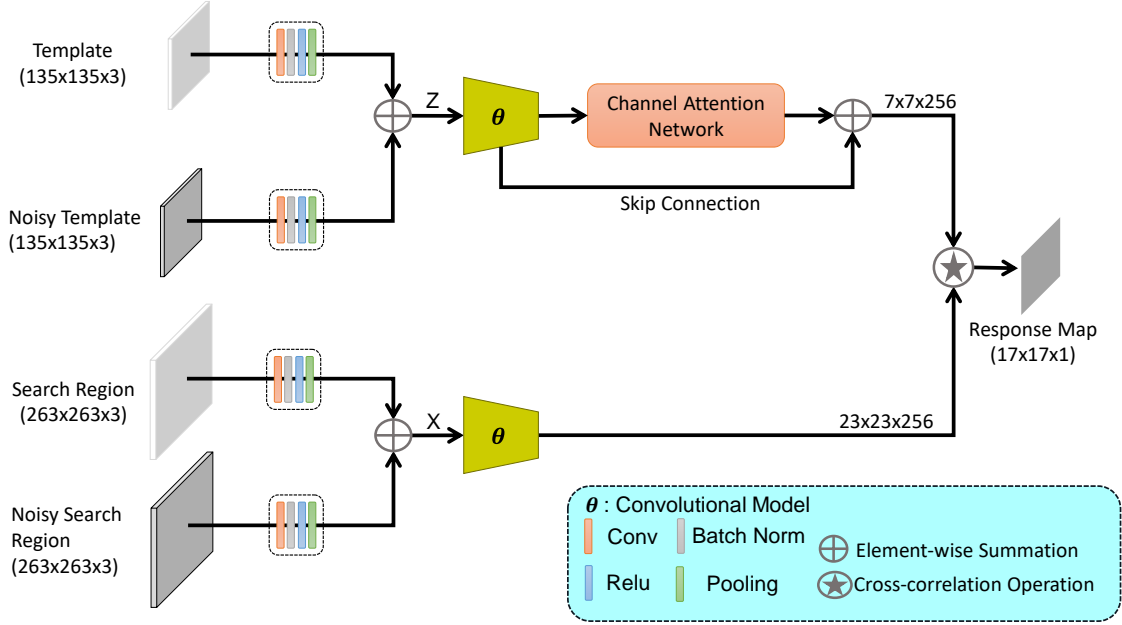 Template
(135x135x3)
Noisy Template
(135x135x3)
Z
θ
Channel Attention
Network
7x7x256
Skip Connection
Response Map
(17x17x1)
Search Region
(263x263x3)
Noisy Search
Region
(263x263x3)
X
θ
23x23x256
θ : Convolutional Model
Conv
Batch Norm
Relu
Pooling
Element-wise Summation
Cross-correlation Operation